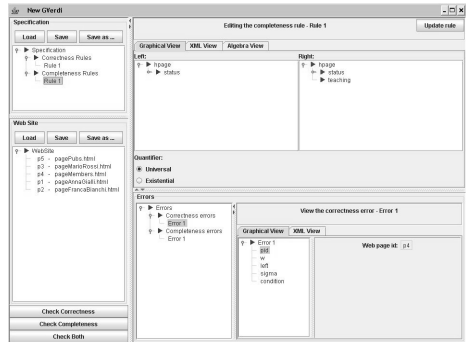 New GVerdi
Specification
Load Save Save as ...
Specification
Correctness Rules
Rule 1
Completeness Rules
Rule 1
Web Site
Load Save Save as ...
WebSite
p5 - pagePubs.html
p3 - pageMarioRossi.html
p4 - pageMembers.html
p1 - pageAnnaGialli.html
p2 - pageFrancaBianchi.html
Check Correctness
Check Completeness
Check Both
Editing the completeness rule - Rule 1 Update rule
Graphical View XML View Algebra View
Left: Right:
hpage hpage
status status
teaching
Quantifier:
Universal
Existential
Errors
Errors
Correctness errors
Error 1
Completeness errors
Error 1
View the correctness error - Error 1
Graphical View XML View
Error 1
pid
w
left
sigma
condition
Web page id: p4